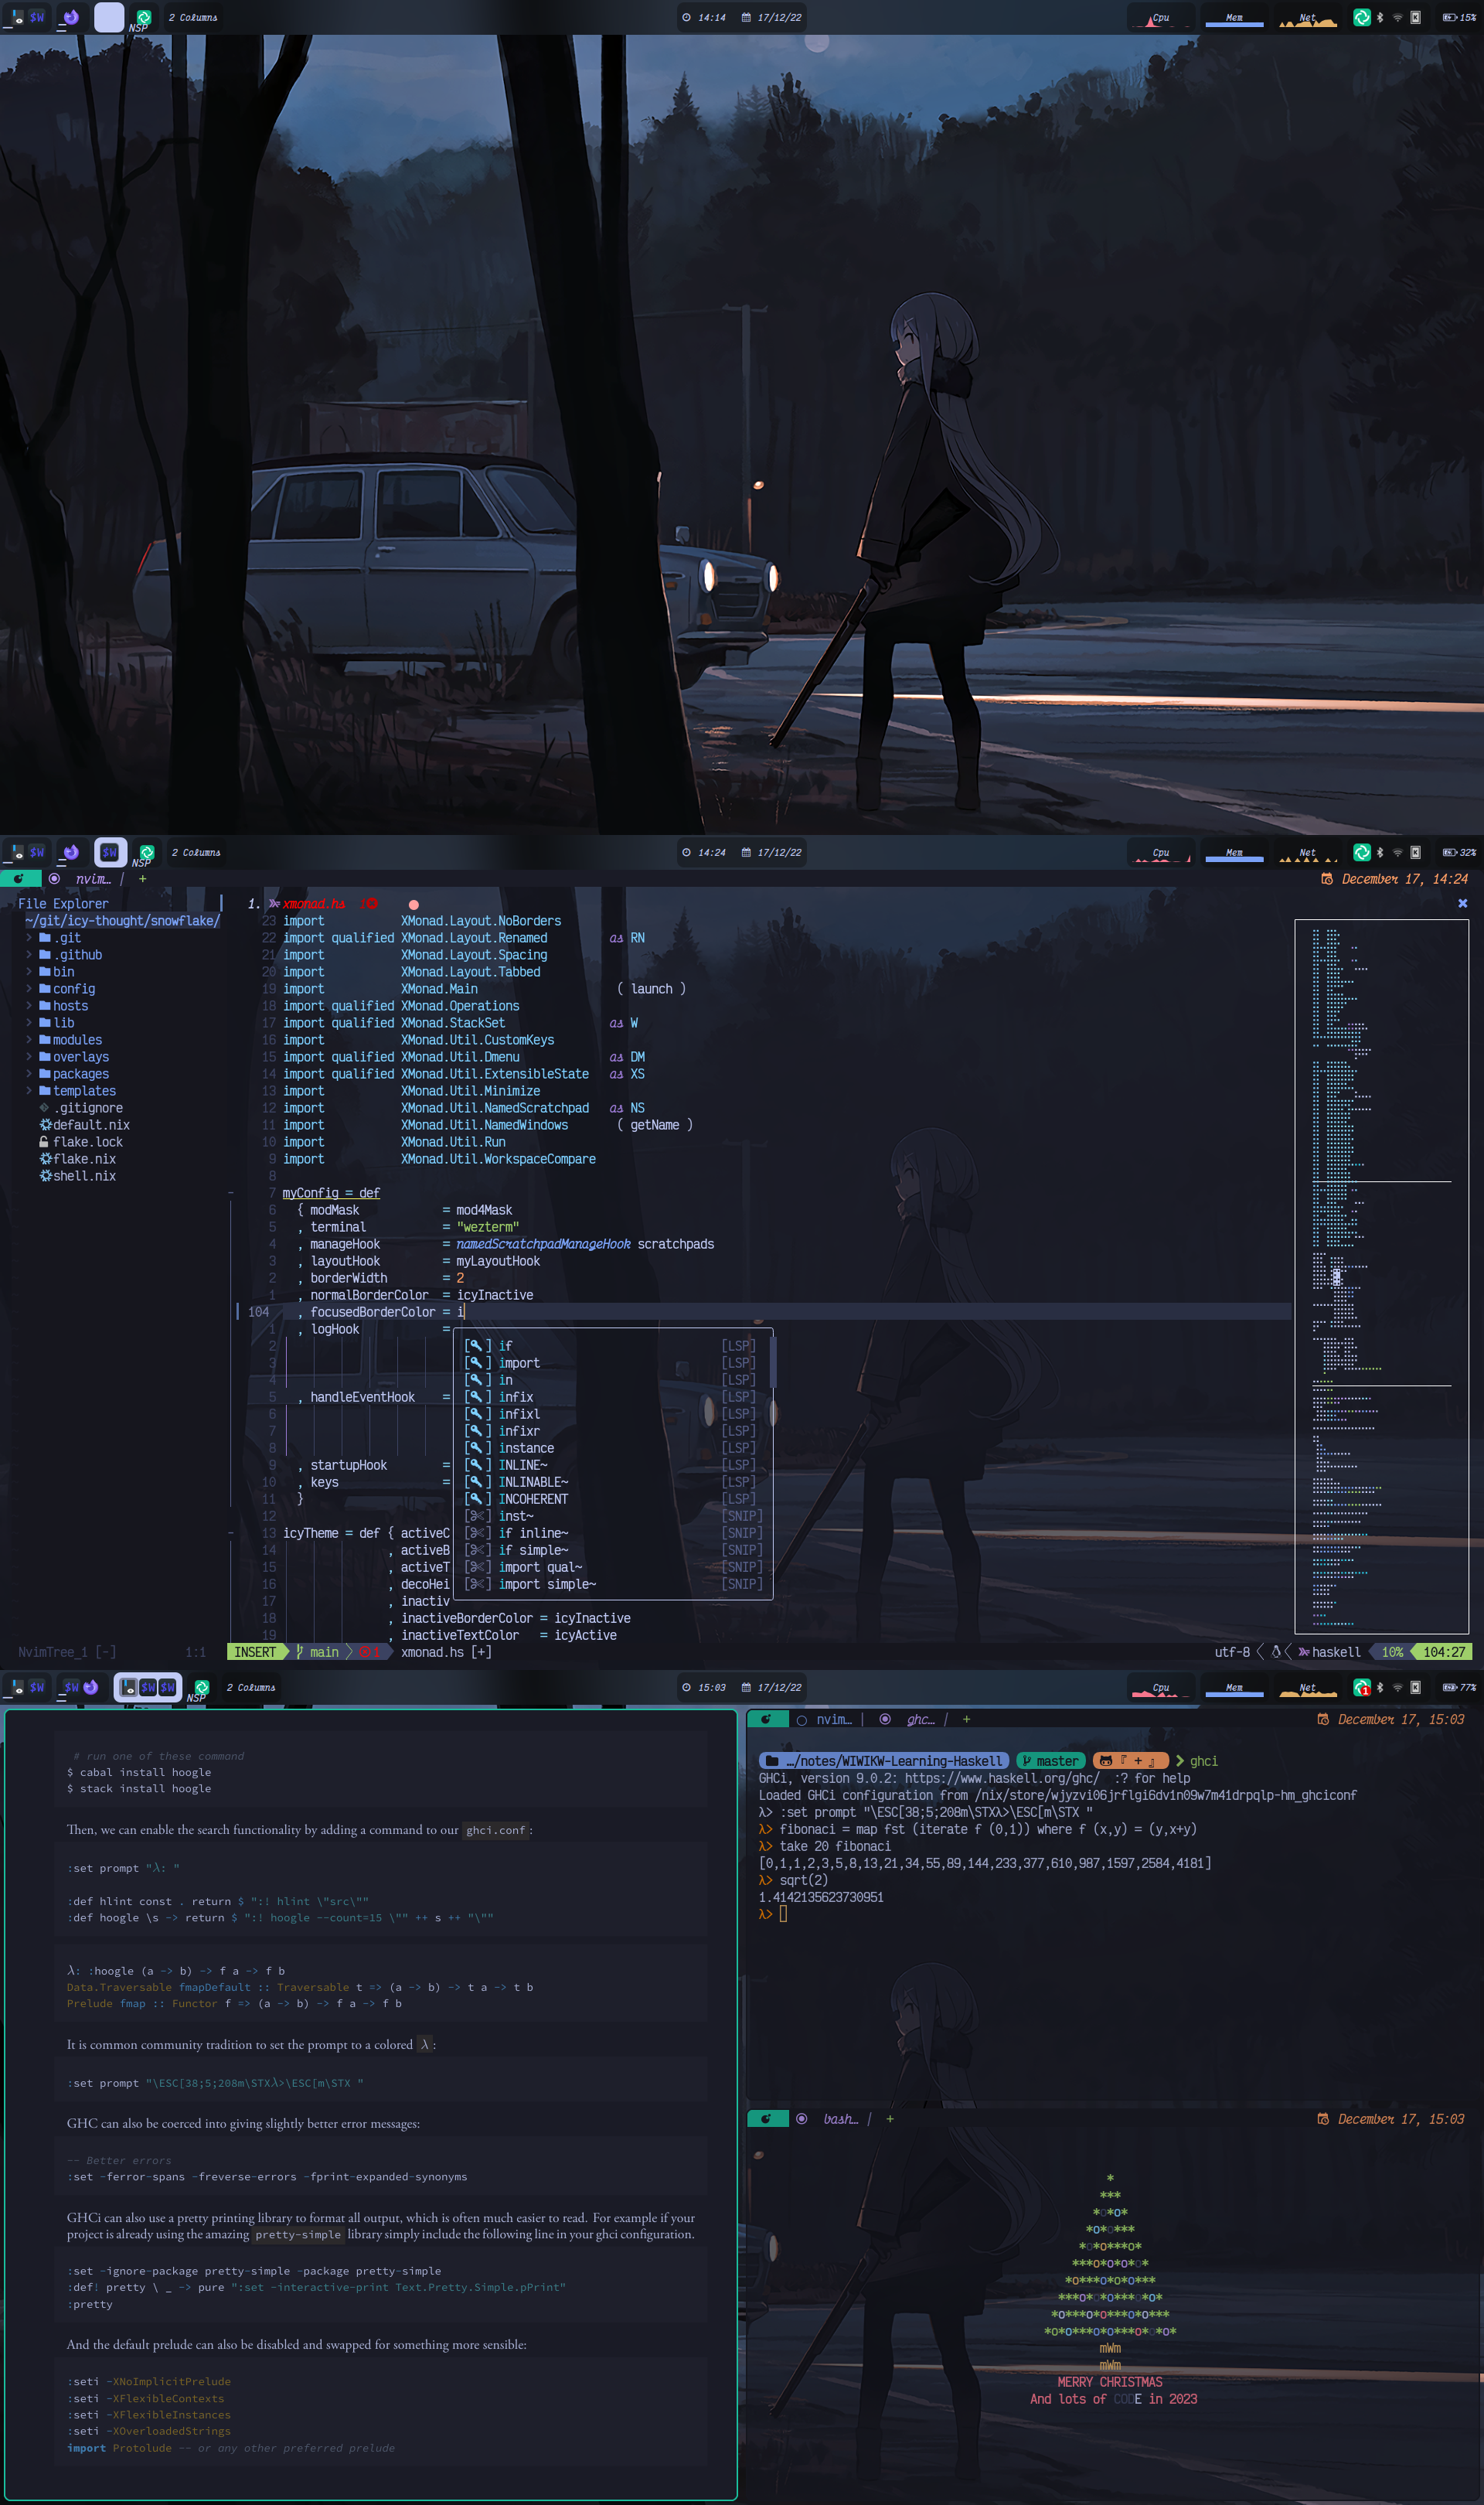 $W
NSP
2 Columns
14:14 17/12/22
Cpu Mem Net
15%
$W $W
NSP
2 Columns
14:24 17/12/22
Cpu Mem Net
32%
nvim… | +
December 17, 14:24
File Explorer
~/git/icy-thought/snowflake/
.git
.github
bin
config
hosts
lib
modules
overlays
packages
templates
.gitignore
default.nix
flake.lock
flake.nix
shell.nix
NvimTree_1 [-] 1:1
1. xmonad.hs
23 import XMonad.Layout.NoBorders
22 import qualified XMonad.Layout.Renamed as RN
21 import XMonad.Layout.Spacing
20 import XMonad.Layout.Tabbed
19 import XMonad.Main ( launch )
18 import qualified XMonad.Operations
17 import qualified XMonad.StackSet as W
16 import XMonad.Util.CustomKeys
15 import qualified XMonad.Util.Dmenu as DM
14 import qualified XMonad.Util.ExtensibleState as XS
13 import XMonad.Util.Minimize
12 import XMonad.Util.NamedScratchpad as NS
11 import XMonad.Util.NamedWindows ( getName )
10 import XMonad.Util.Run
9 import XMonad.Util.WorkspaceCompare
8
7 myConfig = def
6 { modMask = mod4Mask
5 , terminal = "wezterm"
4 , manageHook = namedScratchpadManageHook scratchpads
3 , layoutHook = myLayoutHook
2 , borderWidth = 2
1 , normalBorderColor = icyInactive
104 , focusedBorderColor = i
1 , logHook =
2
3
4
5 , handleEventHook =
6
7
8
9 , startupHook =
10 , keys =
11 }
12
13 icyTheme = def { activeC
14 , activeB
15 , activeT
16 , decoHei
17 , inactiv
18 , inactiveBorderColor = icyInactive
19 , inactiveTextColor = icyActive
if [LSP]
import [LSP]
in [LSP]
infix [LSP]
infixl [LSP]
infixr [LSP]
instance [LSP]
INLINE~ [LSP]
INLINABLE~ [LSP]
INCOHERENT [LSP]
inst~ [SNIP]
if inline~ [SNIP]
if simple~ [SNIP]
import qual~ [SNIP]
import simple~ [SNIP]
INSERT main 1 xmonad.hs [+]
utf-8 haskell 10% 104:27
$W $W $W $W
NSP
2 Columns
15:03 17/12/22
Cpu Mem Net
1
77%
# run one of these command
$ cabal install hoogle
$ stack install hoogle
Then, we can enable the search functionality by adding a command to our ghci.conf:
:set prompt "λ: "
:def hlint const . return $ ":! hlint \"src\""
:def hoogle \s -> return $ ":! hoogle --count=15 \"" ++ s ++ "\""
λ: :hoogle (a -> b) -> f a -> f b
Data.Traversable fmapDefault :: Traversable t => (a -> b) -> t a -> t b
Prelude fmap :: Functor f => (a -> b) -> f a -> f b
It is common community tradition to set the prompt to a colored λ:
:set prompt "\ESC[38;5;208m\STXλ>\ESC[m\STX "
GHC can also be coerced into giving slightly better error messages:
-- Better errors
:set -ferror-spans -freverse-errors -fprint-expanded-synonyms
GHCi can also use a pretty printing library to format all output, which is often much easier to read. For example if your
project is already using the amazing pretty-simple library simply include the following line in your ghci configuration.
:set -ignore-package pretty-simple -package pretty-simple
:def! pretty \ _ -> pure ":set -interactive-print Text.Pretty.Simple.pPrint"
:pretty
And the default prelude can also be disabled and swapped for something more sensible:
:seti -XNoImplicitPrelude
:seti -XFlexibleContexts
:seti -XFlexibleInstances
:seti -XOverloadedStrings
import Protolude -- or any other preferred prelude
nvim… | ghc… | +
December 17, 15:03
…/notes/WIWIKW-Learning-Haskell master 『 + 』 ghci
GHCi, version 9.0.2: https://www.haskell.org/ghc/ :? for help
Loaded GHCi configuration from /nix/store/wjyzvi06jrflgi6dv1n09w7m41drpqlp-hm_ghciconf
λ> :set prompt "\ESC[38;5;208m\STXλ>\ESC[m\STX "
λ> fibonaci = map fst (iterate f (0,1)) where f (x,y) = (y,x+y)
λ> take 20 fibonaci
[0,1,1,2,3,5,8,13,21,34,55,89,144,233,377,610,987,1597,2584,4181]
λ> sqrt(2)
1.4142135623730951
λ>
bash… | +
December 17, 15:03
mWm
mWm
MERRY CHRISTMAS
And lots of CODE in 2023